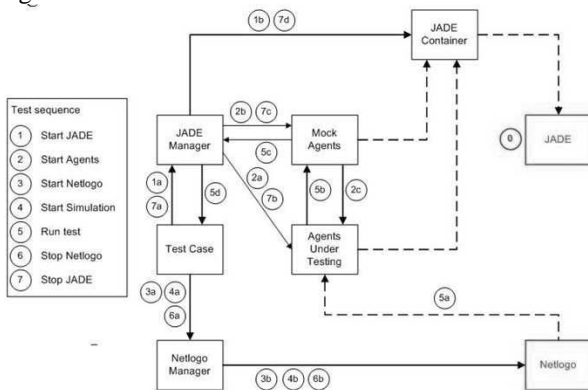 1b 7d
JADE
Container
Test sequence
1 Start JADE
2 Start Agents
3 Start Netlogo
4 Start Simulation
5 Run test
6 Stop Netlogo
7 Stop JADE
JADE
Manager
2b 7c
5c
Mock
Agents
0
JADE
1a
7a
5d
2a
7b
5b
2c
Test Case
Agents
Under
Testing
3a 4a
6a
5a
Netlogo
Manager
3b 4b 6b
Netlogo